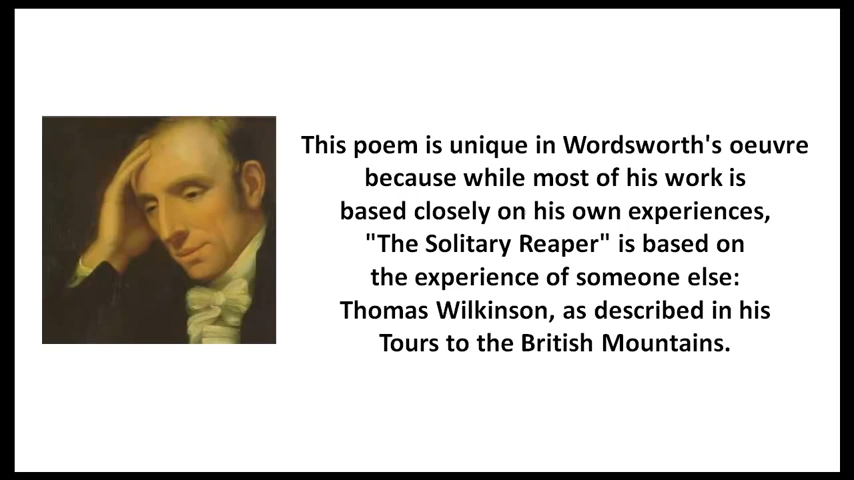 This poem is unique in Wordsworth's oeuvre
because while most of his work is
based closely on his own experiences,
"The Solitary Reaper" is based on
the experience of someone else:
Thomas Wilkinson, as described in his
Tours to the British Mountains.